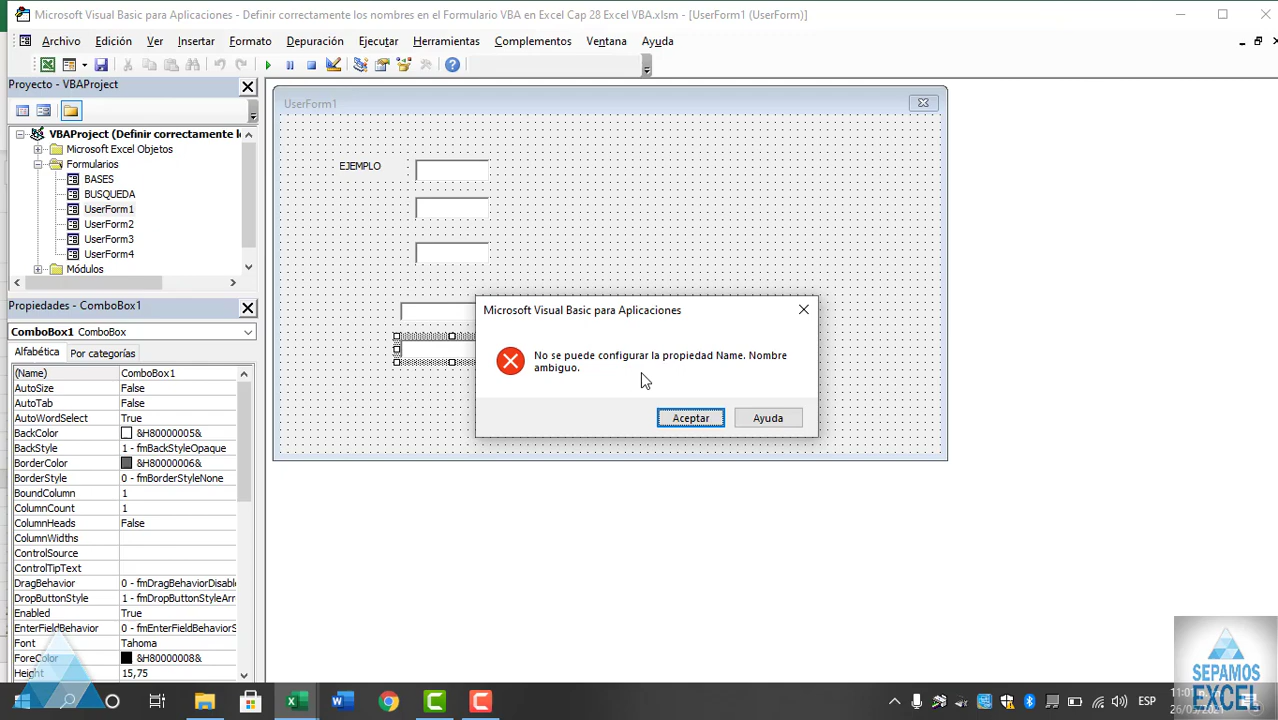 Microsoft Visual Basic para Aplicaciones - Definir correctamente los nombres en el Formulario VBA en Excel Cap 28 Excel VBA.xlsm - [UserForm1 (UserForm)]
Archivo Edición Ver Insertar Formato Depuración Ejecutar Herramientas Complementos Ventana Ayuda
Proyecto - VBAProject
VBAProject (Definir correctamente l
Microsoft Excel Objetos
Formularios
BASES
BUSQUEDA
UserForm1
UserForm2
UserForm3
UserForm4
Módulos
Propiedades - ComboBox1
ComboBox1 ComboBox
Alfabética Por categorías
(Name) ComboBox1
AutoSize False
AutoTab False
AutoWordSelect True
BackColor &H80000005&
BackStyle 1 - fmBackStyleOpaque
BorderColor &H80000006&
BorderStyle 0 - fmBorderStyleNone
BoundColumn 1
ColumnCount 1
ColumnHeads False
ColumnWidths
ControlSource
ControlTipText
DragBehavior 0 - fmDragBehaviorDisabl
DropButtonStyle 1 - fmDropButtonStyleArr
Enabled True
EnterFieldBehavior 0 - fmEnterFieldBehaviorS
Font Tahoma
ForeColor &H80000008&
Height 15,75
UserForm1
EJEMPLO
Microsoft Visual Basic para Aplicaciones
No se puede configurar la propiedad Name. Nombre
ambiguo.
Aceptar Ayuda
SEPAMOS
EXCEL
ESP